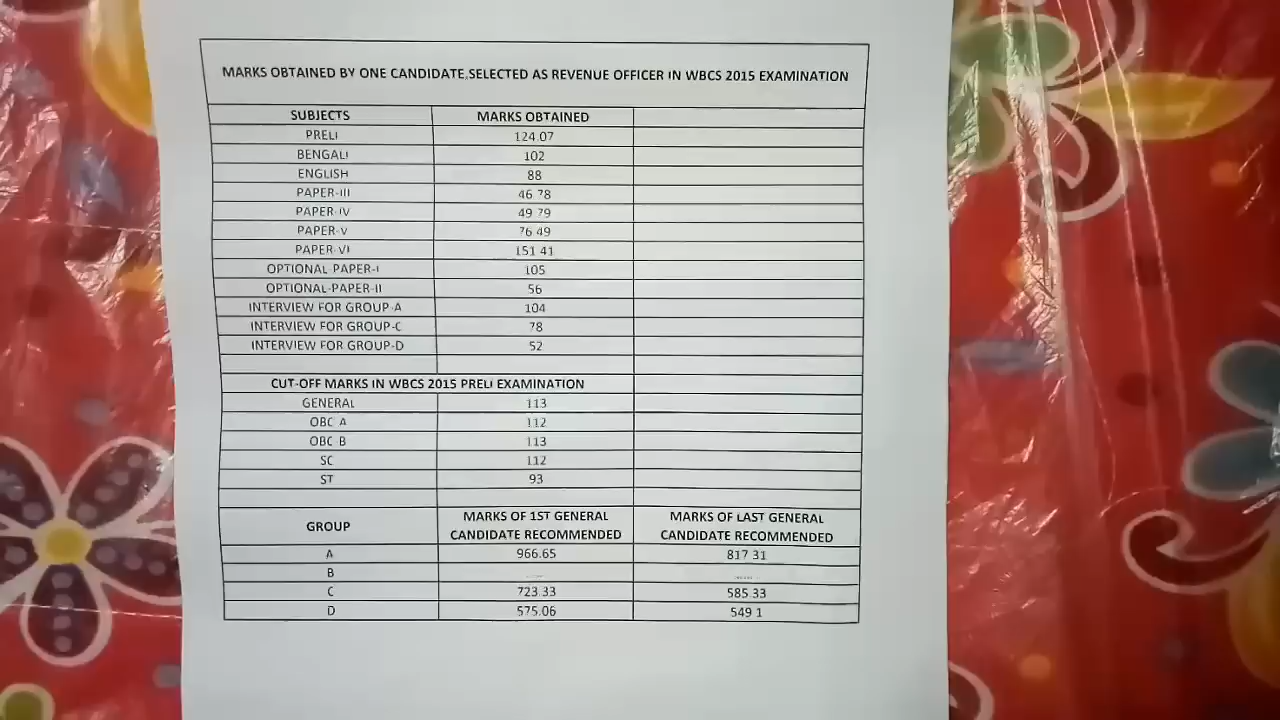 MARKS OBTAINED BY ONE CANDIDATE,SELECTED AS REVENUE OFFICER IN WBCS 2015 EXAMINATION
SUBJECTS MARKS OBTAINED
PRELI 124.07
BENGALI 102
ENGLISH 88
PAPER-III 46.78
PAPER-IV 49.79
PAPER-V 76.49
PAPER-VI 151.41
OPTIONAL-PAPER-I 105
OPTIONAL-PAPER-II 56
INTERVIEW FOR GROUP-A 104
INTERVIEW FOR GROUP-C 78
INTERVIEW FOR GROUP-D 52
CUT-OFF MARKS IN WBCS 2015 PRELI EXAMINATION
GENERAL 113
OBC A 112
OBC B 113
SC 112
ST 93
GROUP MARKS OF 1ST GENERAL CANDIDATE RECOMMENDED MARKS OF LAST GENERAL CANDIDATE RECOMMENDED
A 966.65 817.31
B ...... ......
C 723.33 585.33
D 575.06 549.1